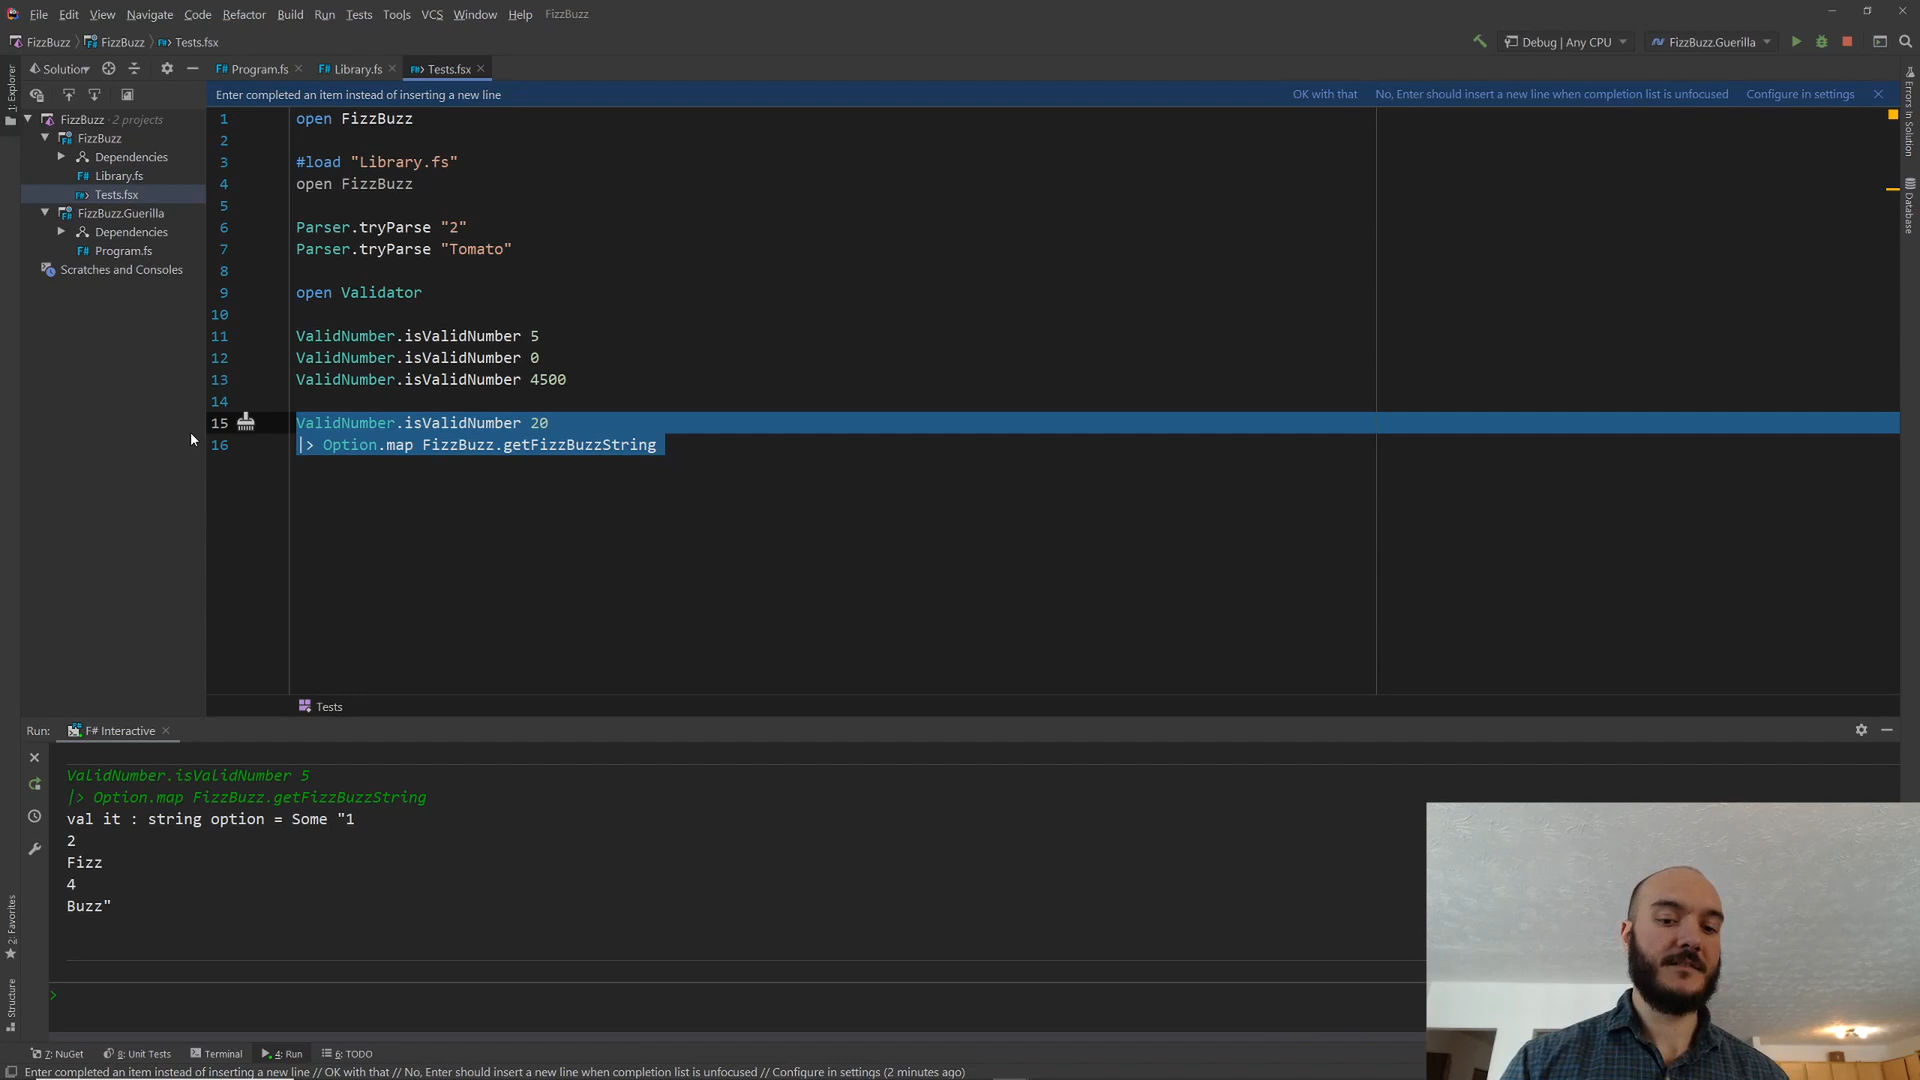 File Edit View Navigate Code Refactor Build Run Tests Tools VCS Window Help FizzBuzz
FizzBuzz FizzBuzz Tests.fsx Debug | Any CPU FizzBuzz.Guerilla
1: Explorer
Solution Program.fs Library.fs Tests.fsx
Enter completed an item instead of inserting a new line OK with that No, Enter should insert a new line when completion list is unfocused Configure in settings
FizzBuzz · 2 projects
FizzBuzz
Dependencies
Library.fs
Tests.fsx
FizzBuzz.Guerilla
Dependencies
Program.fs
Scratches and Consoles
1 open FizzBuzz
2
3 #load "Library.fs"
4 open FizzBuzz
5
6 Parser.tryParse "2"
7 Parser.tryParse "Tomato"
8
9 open Validator
10
11 ValidNumber.isValidNumber 5
12 ValidNumber.isValidNumber 0
13 ValidNumber.isValidNumber 4500
14
15 ValidNumber.isValidNumber 20
16 |> Option.map FizzBuzz.getFizzBuzzString
Errors In Solution
Database
Tests
Run: F# Interactive
ValidNumber.isValidNumber 5
|> Option.map FizzBuzz.getFizzBuzzString
val it : string option = Some "1
2
Fizz
4
Buzz"
>
2: Favorites
Structure
7: NuGet 8: Unit Tests Terminal 4: Run 6: TODO
Enter completed an item instead of inserting a new line // OK with that // No, Enter should insert a new line when completion list is unfocused // Configure in settings (2 minutes ago)